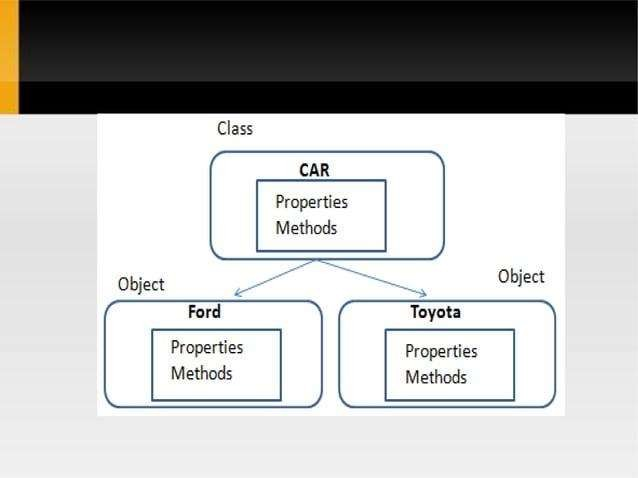 Class
CAR
Properties
Methods
Object
Object
Ford
Properties
Methods
Toyota
Properties
Methods